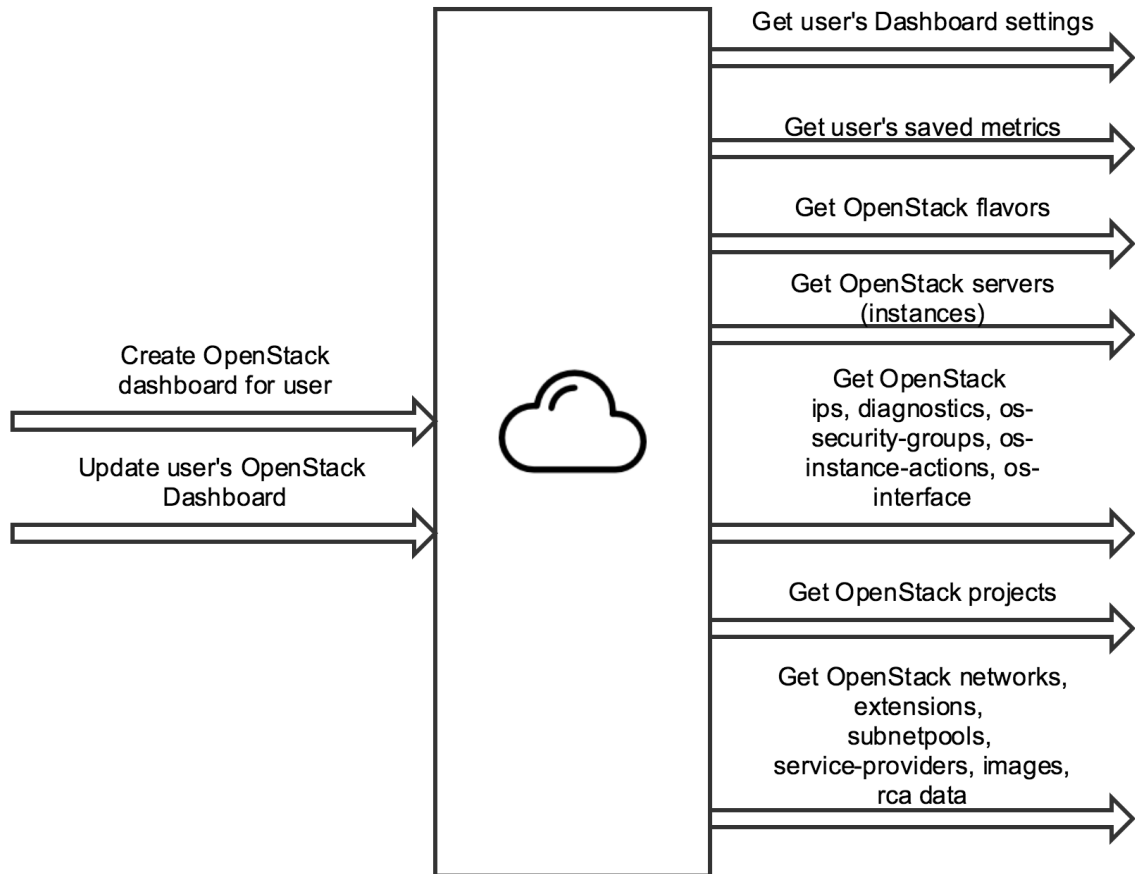 Get user's Dashboard settings
Get user's saved metrics
Get OpenStack flavors
Get OpenStack servers
(instances)
Create OpenStack
dashboard for user
Get OpenStack
ips, diagnostics, os-
security-groups, os-
instance-actions, os-
interface
Update user's OpenStack
Dashboard
Get OpenStack projects
Get OpenStack networks,
extensions,
subnetpools,
service-providers, images,
rca data